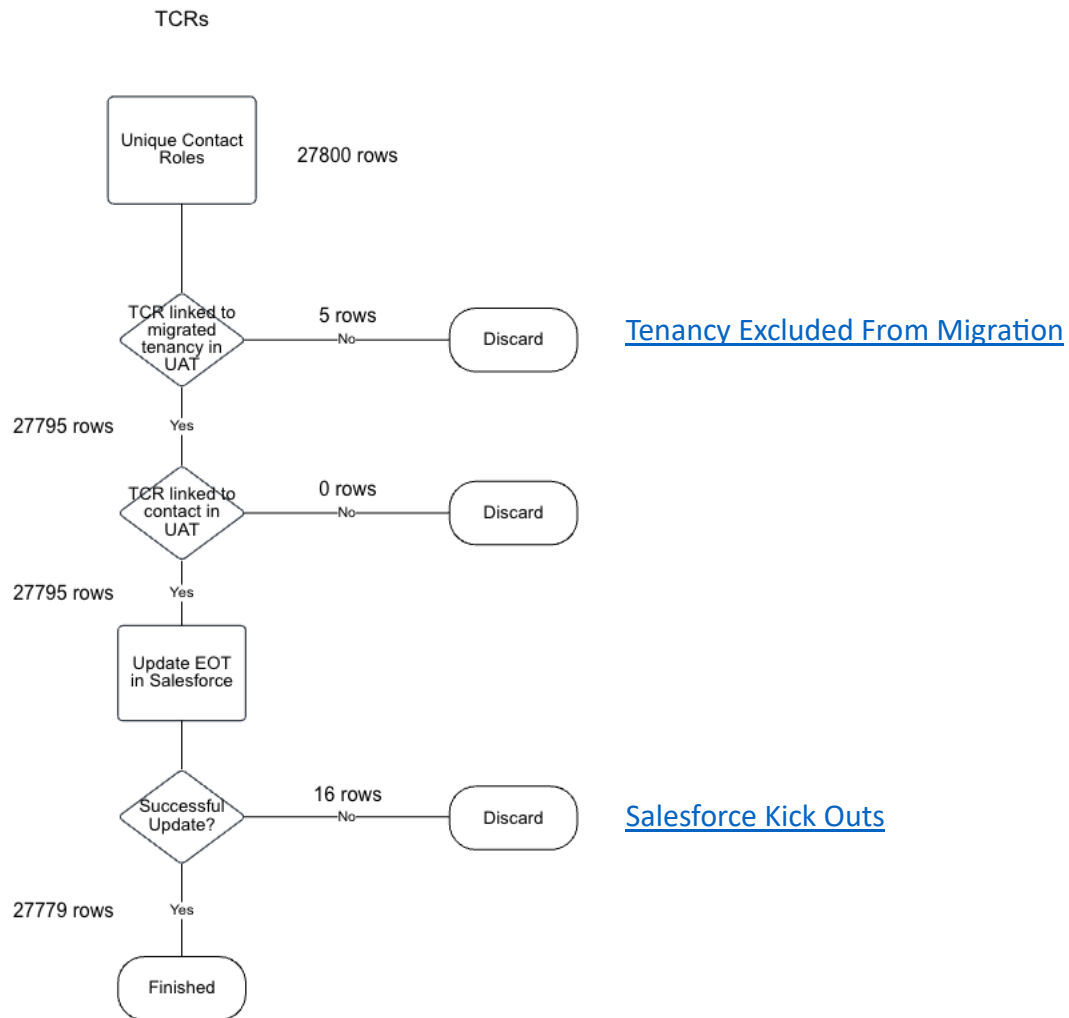 TCRs
Unique Contact
Roles
27800 rows
TCR linked to
migrated
tenancy in
UAT
5 rows
No
Discard
Tenancy Excluded From Migration
27795 rows
Yes
TCR linked to
contact in
UAT
0 rows
No
Discard
27795 rows
Yes
Update EOT
in Salesforce
Successful
Update?
16 rows
No
Discard
Salesforce Kick Outs
27779 rows
Yes
Finished